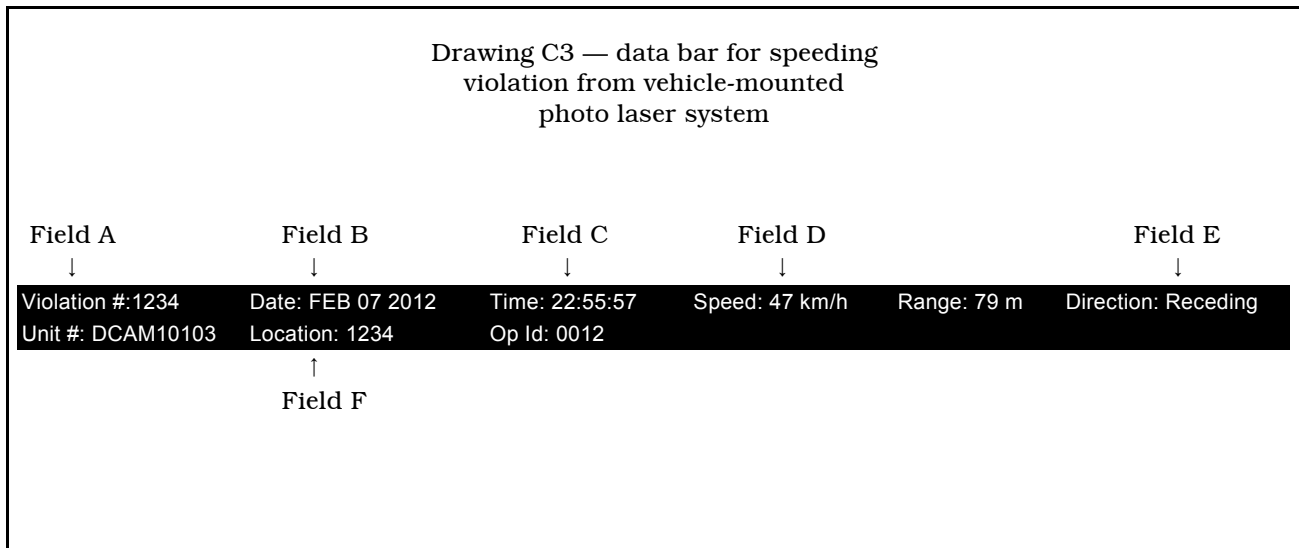 Drawing C3 — data bar for speeding
violation from vehicle-mounted
photo laser system
Field A Field B Field C Field D Field E
↓ ↓ ↓ ↓ ↓
Violation #:1234 Date: FEB 07 2012 Time: 22:55:57 Speed: 47 km/h Range: 79 m Direction: Receding
Unit #: DCAM10103 Location: 1234 Op Id: 0012
↑
Field F